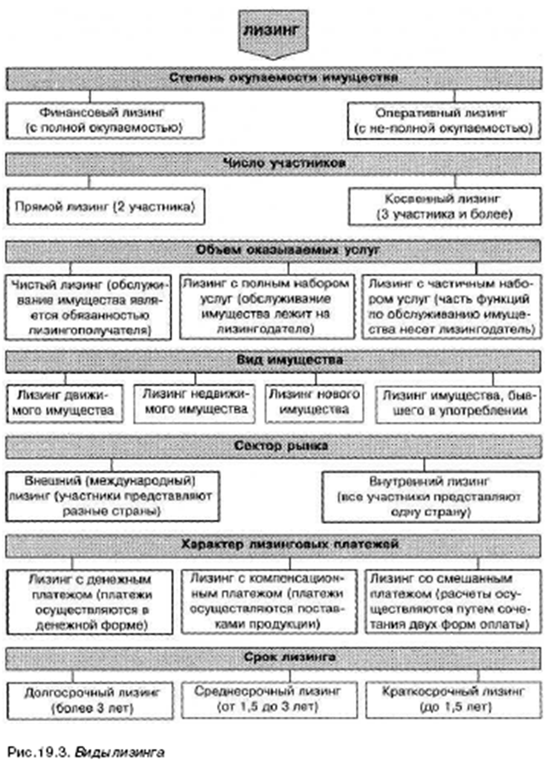 ЛИЗИНГ
Степень окупаемости имущества
Финансовый лизинг
(с полной окупаемостью)
Оперативный лизинг
(с не-полной окупаемостью)
Число участников
Прямой лизинг (2 участника)
Косвенный лизинг
(3 участника и более)
Объем оказываемых услуг
Чистый лизинг (обслужи-
вание имущества явля-
ется обязанностью
лизингополучателя)
Лизинг с полным набором
услуг (обслуживание
имущества лежит на
лизингодателе)
Лизинг с частичным набо-
ром услуг (часть функций
по обслуживанию имуще-
ства несет лизингодатель)
Вид имущества
Лизинг движи-
мого имущества
Лизинг недвижи-
мого имущества
Лизинг нового
имущества
Лизинг имущества, быв-
шего в употреблении
Сектор рынка
Внешний (международный)
лизинг (участники представляют
разные страны)
Внутренний лизинг
(все участники представляют
одну страну)
Характер лизинговых платежей
Лизинг с денежным
платежом (платежи
осуществляются в
денежной форме)
Лизинг с компенсацион-
ным платежом (платежи
осуществляются постав-
ками продукции)
Лизинг со смешанным
платежом (расчеты осу-
ществляются путем соче-
тания двух форм оплаты)
Срок лизинга
Долгосрочный лизинг
(более 3 лет)
Среднесрочный лизинг
(от 1,5 до 3 лет)
Краткосрочный лизинг
(до 1,5 лет)
Рис.19.3. Виды лизинга